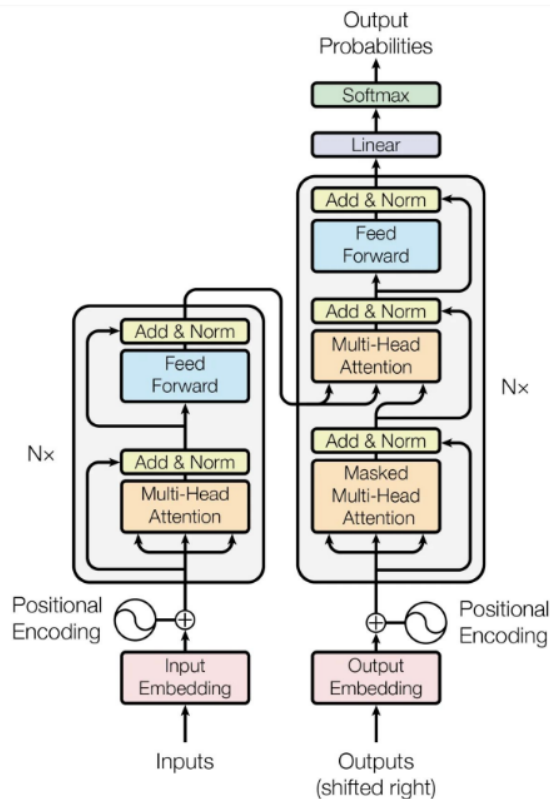 Output
Probabilities
Softmax
Linear
Add & Norm
Feed
Forward
Add & Norm
Multi-Head
Attention
Add & Norm
Masked
Multi-Head
Attention
N×
Add & Norm
Feed
Forward
Add & Norm
Multi-Head
Attention
N×
Positional
Encoding
Positional
Encoding
Input
Embedding
Output
Embedding
Inputs
Outputs
(shifted right)